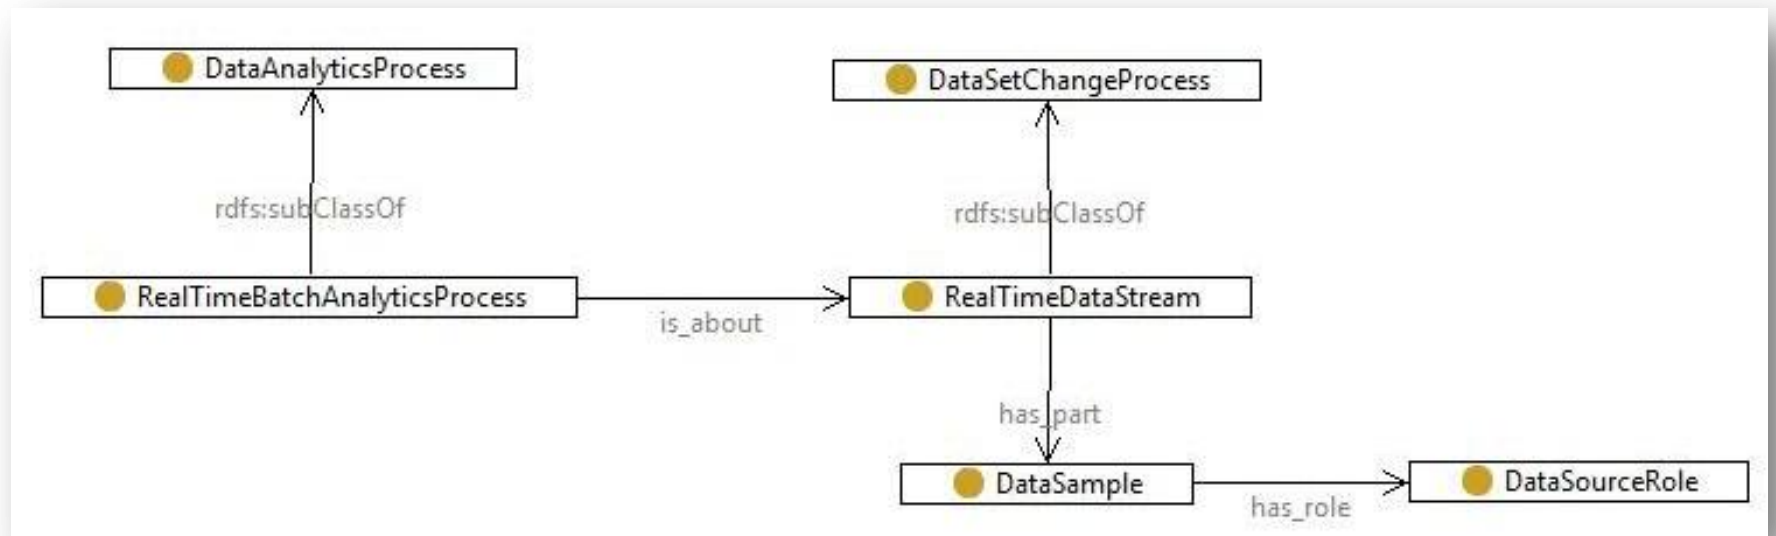 DataAnalyticsProcess
DataSetChangeProcess
rdfs:subClassOf
rdfs:subClassOf
RealTimeBatchAnalyticsProcess
RealTimeDataStream
is_about
has_part
DataSample
DataSourceRole
has_role